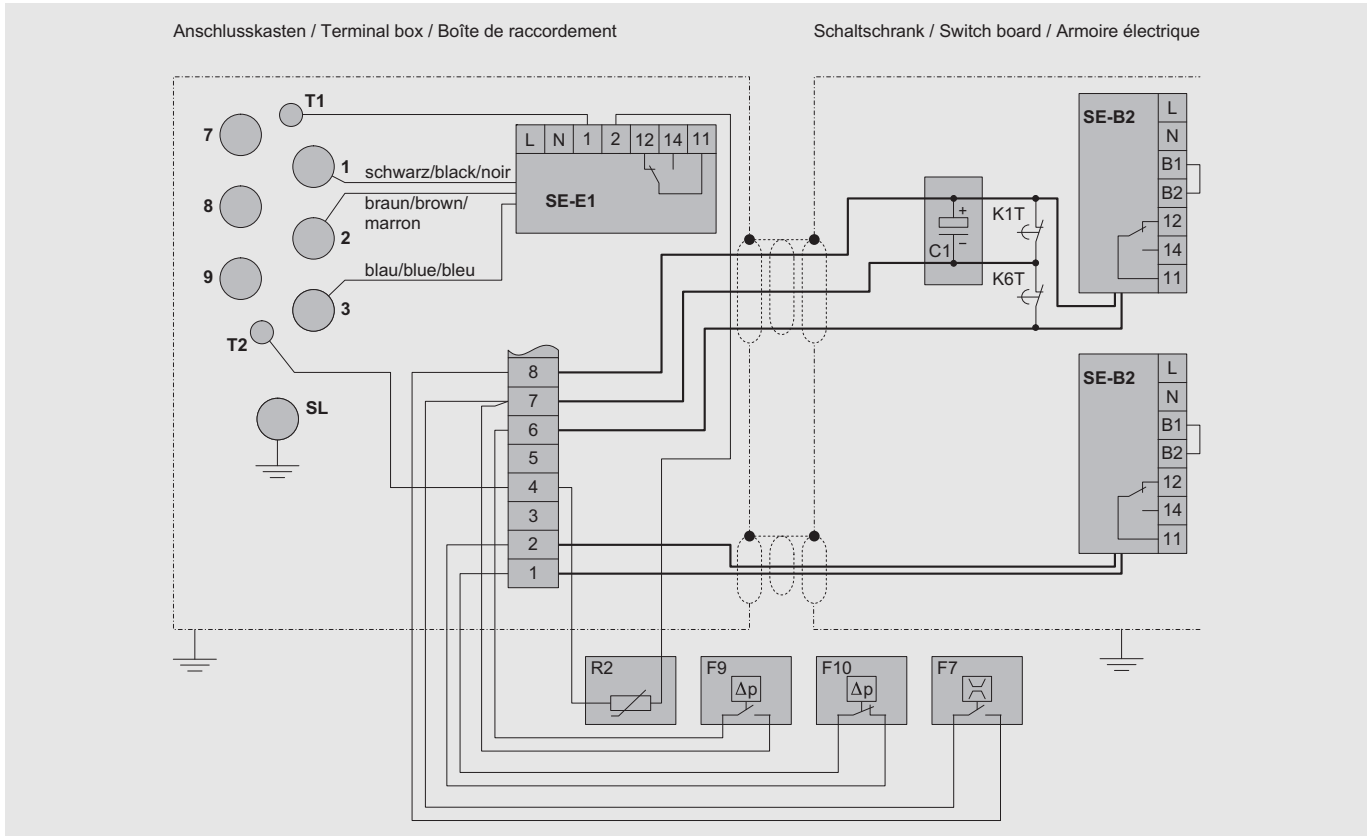 Anschlusskasten / Terminal box / Boîte de raccordement
Schaltschrank / Switch board / Armoire électrique
T1
7
1
schwarz/black/noir
8
braun/brown/
marron
2
9
blau/blue/bleu
3
T2
SL
L N 1 2 12 14 11
SE-E1
8
7
6
5
4
3
2
1
+
−
C1
K1T
K6T
SE-B2
L
N
B1
B2
12
14
11
SE-B2
L
N
B1
B2
12
14
11
R2
F9
Δp
F10
Δp
F7